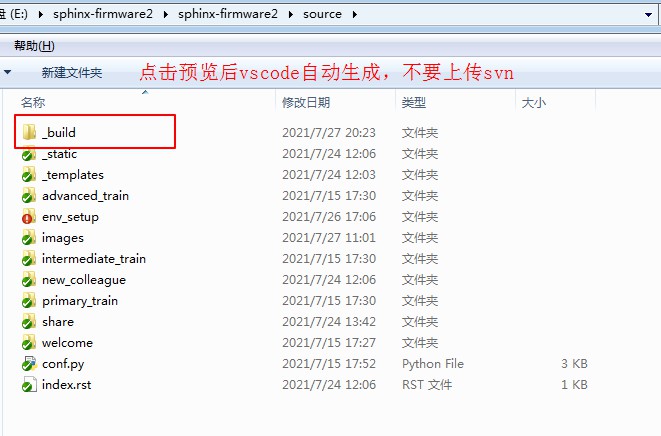 盘 (E:) ▸ sphinx-firmware2 ▸ sphinx-firmware2 ▸ source ▸
帮助(H)
新建文件夹 点击预览后vscode自动生成，不要上传svn
名称 修改日期 类型 大小
_build 2021/7/27 20:23 文件夹
_static 2021/7/24 12:06 文件夹
_templates 2021/7/24 12:03 文件夹
advanced_train 2021/7/15 17:30 文件夹
env_setup 2021/7/26 17:06 文件夹
images 2021/7/27 11:01 文件夹
intermediate_train 2021/7/15 17:30 文件夹
new_colleague 2021/7/24 12:06 文件夹
primary_train 2021/7/15 17:30 文件夹
share 2021/7/24 13:42 文件夹
welcome 2021/7/15 17:27 文件夹
conf.py 2021/7/15 17:52 Python File 3 KB
index.rst 2021/7/24 12:06 RST 文件 1 KB